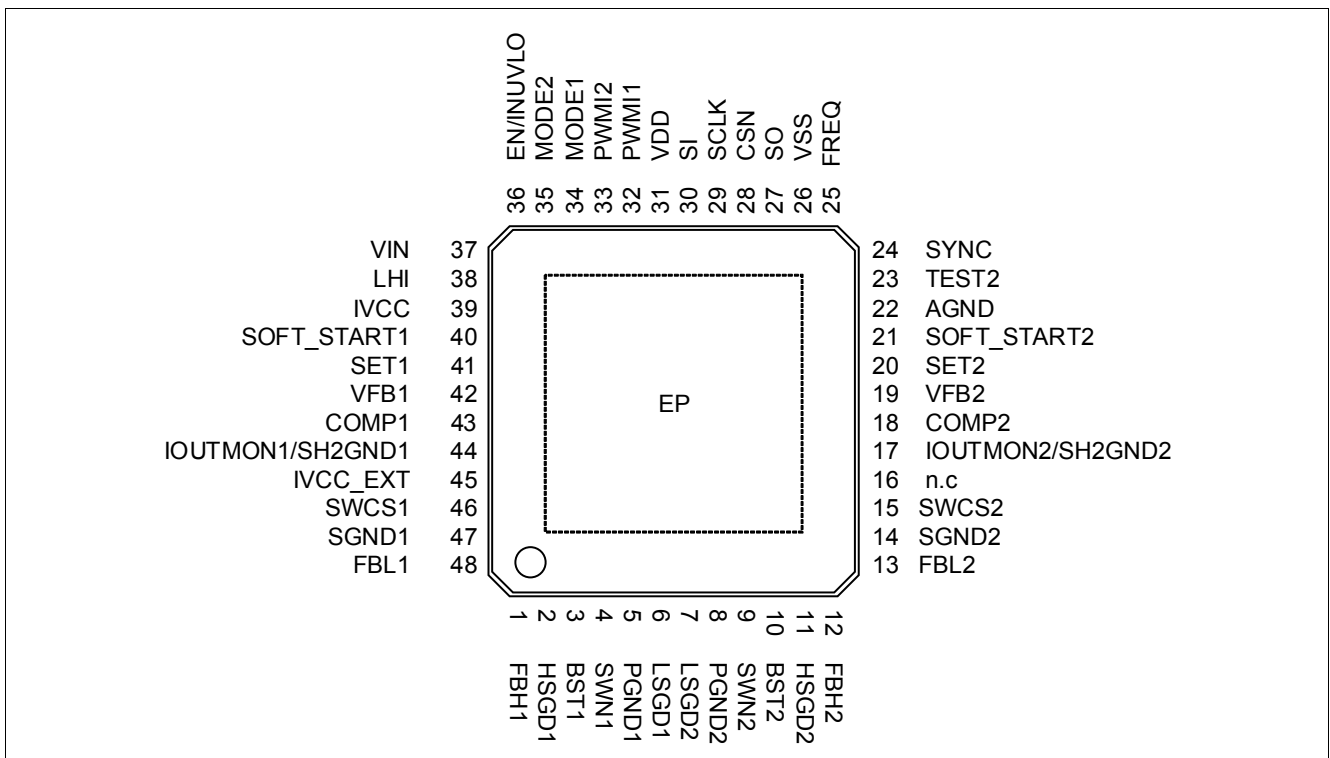 EN/INUVLO
MODE2
MODE1
PWMI2
PWMI1
VDD
SI
SCLK
CSN
SO
VSS
FREQ
36
35
34
33
32
31
30
29
28
27
26
25
VIN 37
LHI 38
IVCC 39
SOFT_START1 40
SET1 41
VFB1 42
COMP1 43
IOUTMON1/SH2GND1 44
IVCC_EXT 45
SWCS1 46
SGND1 47
FBL1 48
EP
24 SYNC
23 TEST2
22 AGND
21 SOFT_START2
20 SET2
19 VFB2
18 COMP2
17 IOUTMON2/SH2GND2
16 n.c
15 SWCS2
14 SGND2
13 FBL2
1
2
3
4
5
6
7
8
9
10
11
12
FBH1
HSGD1
BST1
SWN1
PGND1
LSGD1
LSGD2
PGND2
SWN2
BST2
HSGD2
FBH2